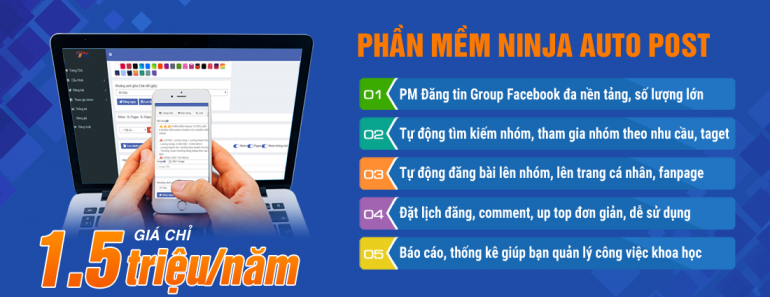 PHẦN MỀM NINJA AUTO POST
01 PM Đăng tin Group Facebook đa nền tảng, số lượng lớn
02 Tự động tìm kiếm nhóm, tham gia nhóm theo nhu cầu, taget
03 Tự động đăng bài lên nhóm, lên trang cá nhân, fanpage
04 Đặt lịch đăng, comment, up top đơn giản, dễ sử dụng
05 Báo cáo, thống kê giúp bạn quản lý công việc khoa học
GIÁ CHỈ
1.5 triệu/năm